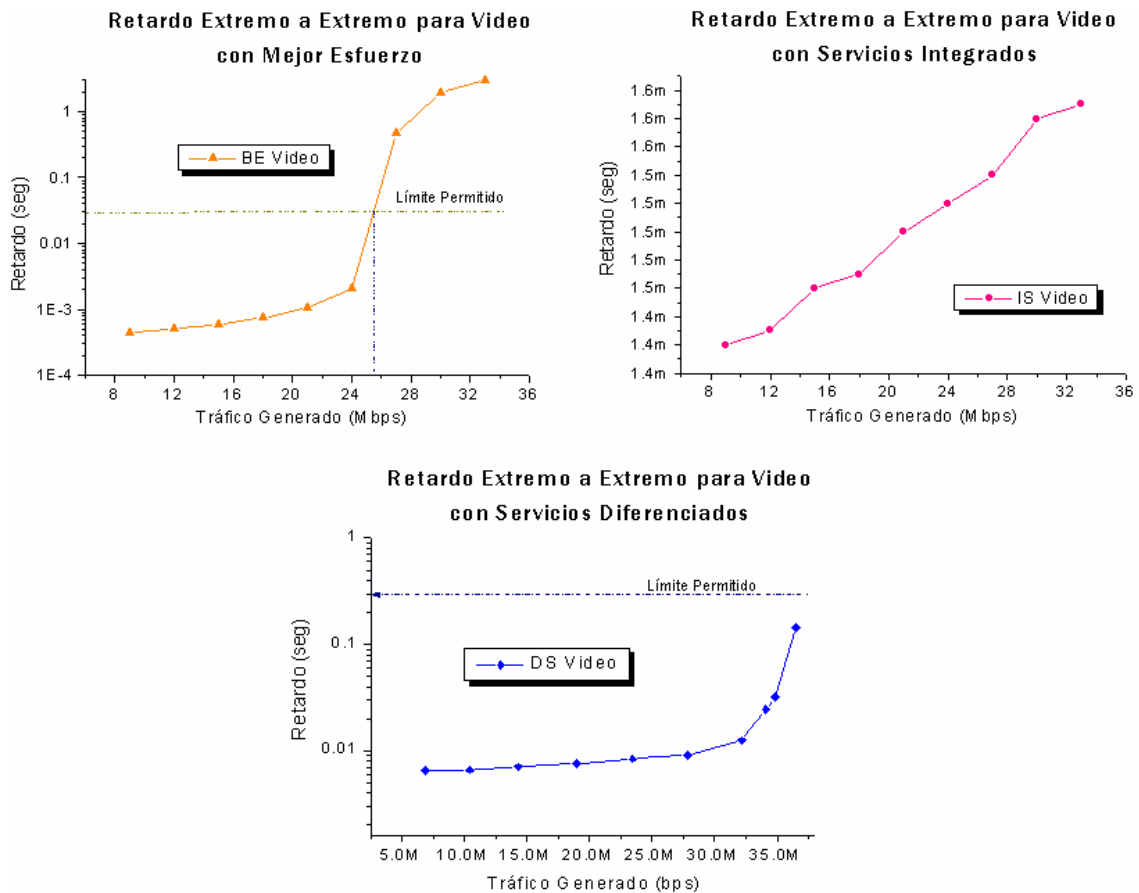 Retardo Extremo a Extremo para Video
con Mejor Esfuerzo
1
0.1
0.01
1E-3
1E-4
Retardo (seg)
BE Video
Límite Permitido
8 12 16 20 24 28 32 36
Tráfico Generado (Mbps)
Retardo Extremo a Extremo para Video
con Servicios Integrados
1.6m
1.6m
1.6m
1.5m
1.5m
1.5m
1.5m
1.5m
1.4m
1.4m
1.4m
Retardo (seg)
IS Video
8 12 16 20 24 28 32 36
Tráfico Generado (Mbps)
Retardo Extremo a Extremo para Video
con Servicios Diferenciados
1
0.1
0.01
Retardo (seg)
Límite Permitido
DS Video
5.0M 10.0M 15.0M 20.0M 25.0M 30.0M 35.0M
Tráfico Generado (bps)